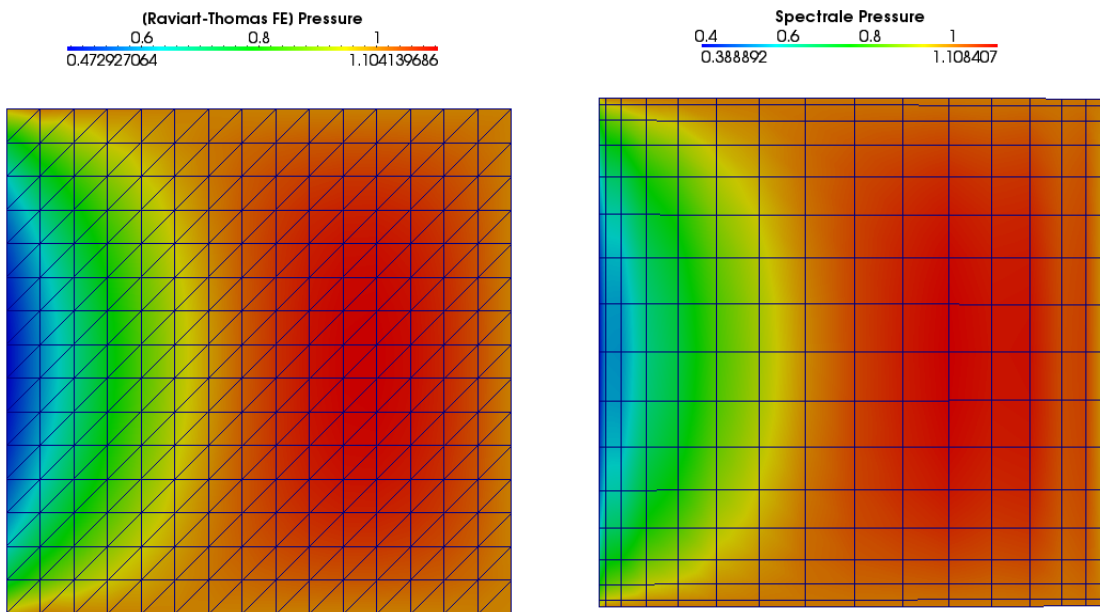 (Raviart-Thomas FE) Pressure
0.6 0.8 1
0.472927064 1.104139686
Spectrale Pressure
0.4 0.6 0.8 1
0.388892 1.108407